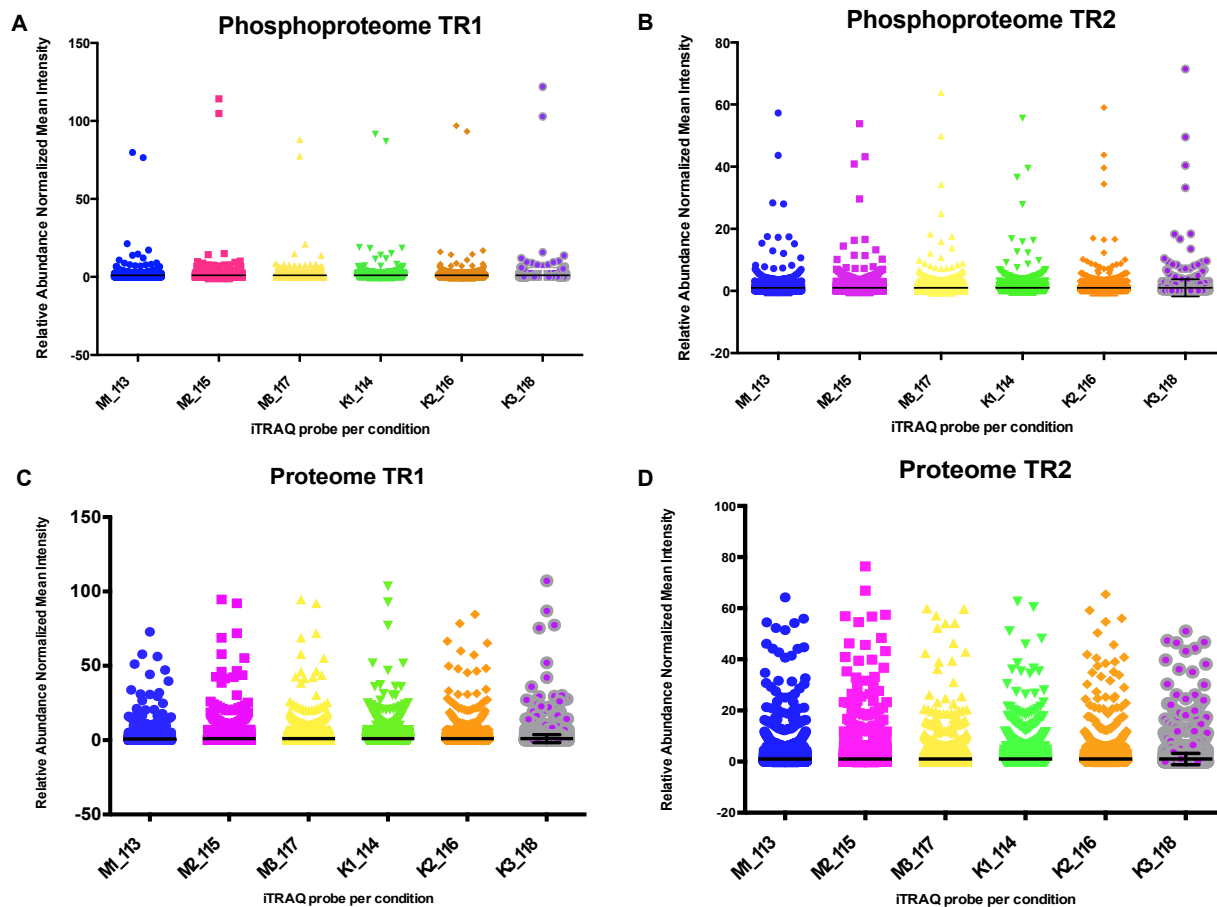 A
Phosphoproteome TR1
Relative Abundance Normalized Mean Intensity
150
100
50
0
-50
M1_113
M2_115
M3_117
K1_114
K2_116
K3_118
iTRAQ probe per condition
B
Phosphoproteome TR2
Relative Abundance Normalized Mean Intensity
80
60
40
20
0
-20
M1_113
M2_115
M3_117
K1_114
K2_116
K3_118
iTRAQ probe per condition
C
Proteome TR1
Relative Abundance Normalized Mean Intensity
150
100
50
0
-50
M1_113
M2_115
M3_117
K1_114
K2_116
K3_118
iTRAQ probe per condition
D
Proteome TR2
Relative Abundance Normalized Mean Intensity
100
80
60
40
20
0
-20
M1_113
M2_115
M3_117
K1_114
K2_116
K3_118
iTRAQ probe per condition